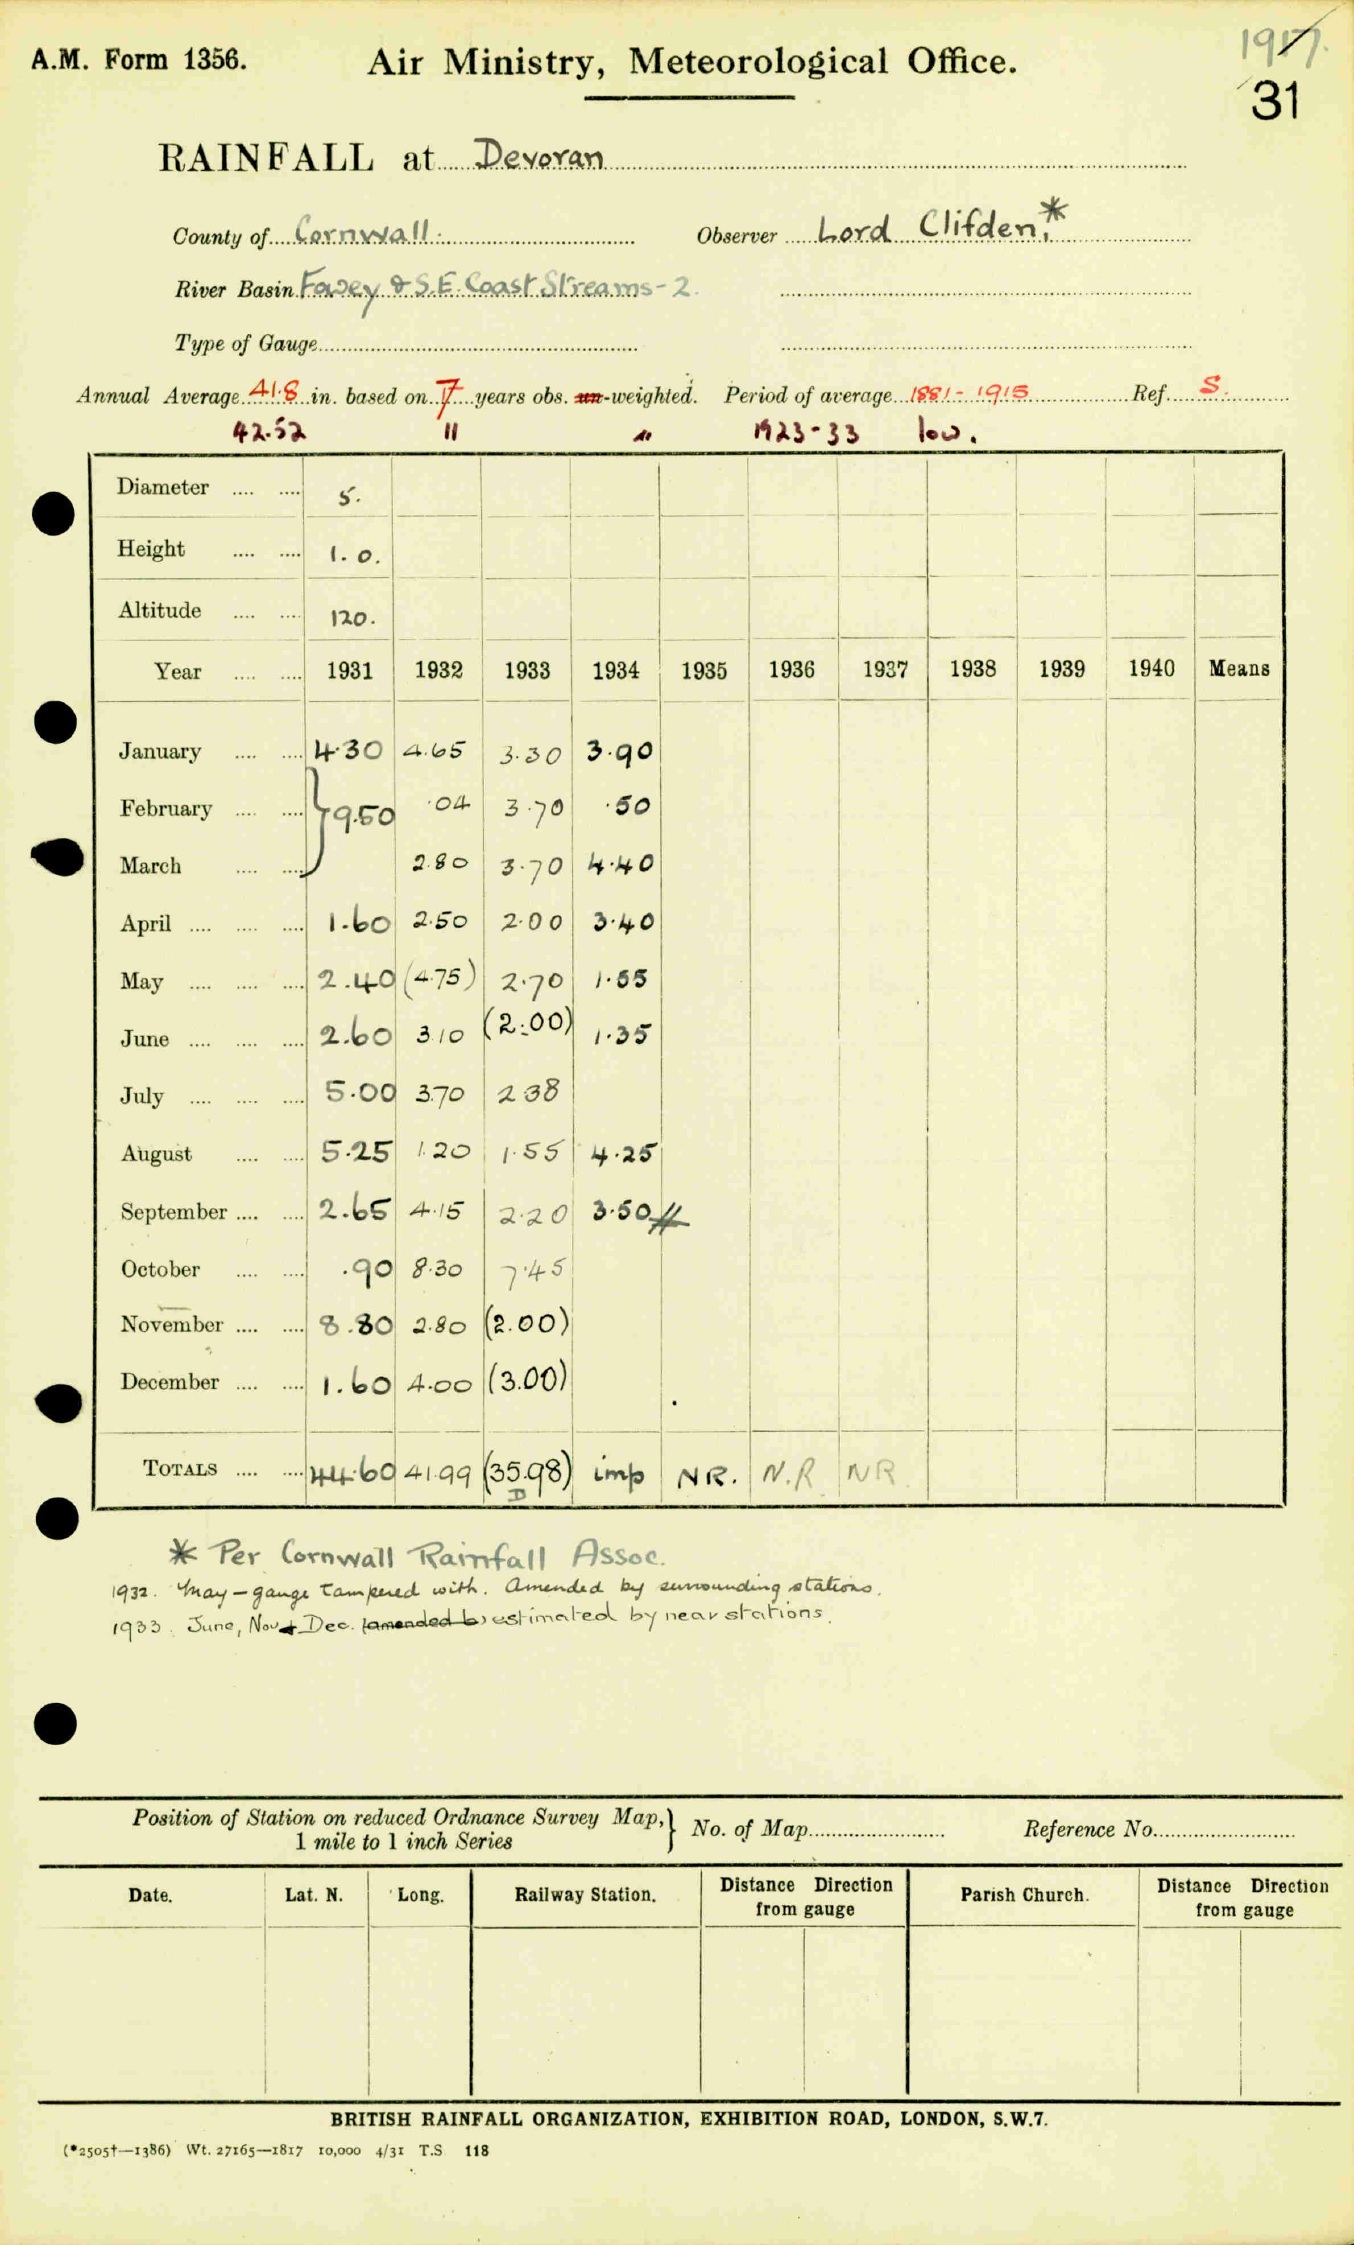 1917.
A.M. Form 1356. Air Ministry, Meteorological Office.
31
RAINFALL at Devoran
County of Cornwall. Observer Lord Clifden,*
River Basin Fowey & S.E. Coast Streams-2.
Type of Gauge
Annual Average 41.8 in. based on 7 years obs. un-weighted. Period of average 1881-1915 Ref. S.
42.52 11 " 1923-33 low.
Diameter .... .... 5.
Height .... .... 1.0.
Altitude .... .... 120.
Year .... .... 1931 1932 1933 1934 1935 1936 1937 1938 1939 1940 Means
January .... .... 4.30 4.65 3.30 3.90
February .... .... } 9.50 .04 3.70 .50
March .... .... 2.80 3.70 4.40
April .... .... .... 1.60 2.50 2.00 3.40
May .... .... .... 2.40 (4.75) 2.70 1.55
June .... .... .... 2.60 3.10 (2.00) 1.35
July .... .... .... 5.00 3.70 2.38
August .... .... 5.25 1.20 1.55 4.25
September .... .... 2.65 4.15 2.20 3.50
October .... .... .90 8.30 7.45
November .... .... 8.80 2.80 (2.00)
December .... .... 1.60 4.00 (3.00)
TOTALS .... .... 44.60 41.99 (35.98) imp NR. N.R. NR
D
* Per Cornwall Rainfall Assoc.
1932. May - gauge tampered with. Amended by surrounding stations.
1933. June, Nov & Dec. (amended b) estimated by near stations.
Position of Station on reduced Ordnance Survey Map, } No. of Map Reference No.
1 mile to 1 inch Series
Date. Lat. N. Long. Railway Station. Distance Direction from gauge Parish Church. Distance Direction from gauge
BRITISH RAINFALL ORGANIZATION, EXHIBITION ROAD, LONDON, S.W.7.
(*2505†—1386) Wt. 27165—1817 10,000 4/31 T.S 118